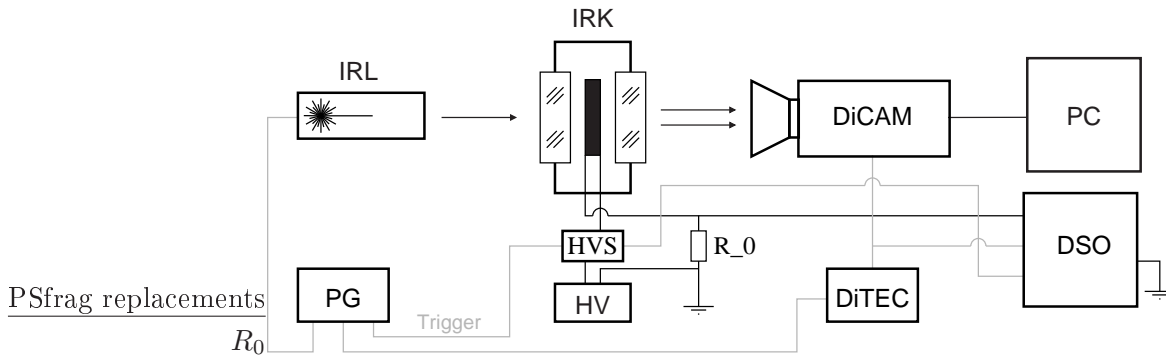 IRK
IRL
DiCAM
PC
HVS
R_0
DSO
PG
HV
DiTEC
PSfrag replacements
Trigger
R0